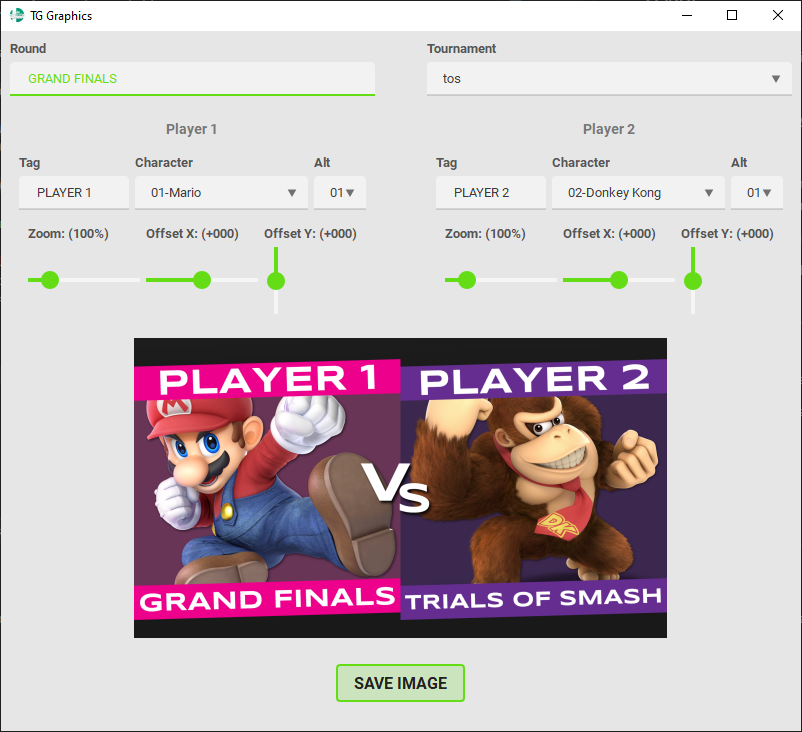 TG Graphics
Round
Tournament
GRAND FINALS
tos
Player 1
Player 2
Tag
Character
Alt
Tag
Character
Alt
PLAYER 1
01-Mario
01
PLAYER 2
02-Donkey Kong
01
Zoom: (100%)
Offset X: (+000)
Offset Y: (+000)
Zoom: (100%)
Offset X: (+000)
Offset Y: (+000)
PLAYER 1
PLAYER 2
M
VS
DK
GRAND FINALS
TRIALS OF SMASH
SAVE IMAGE